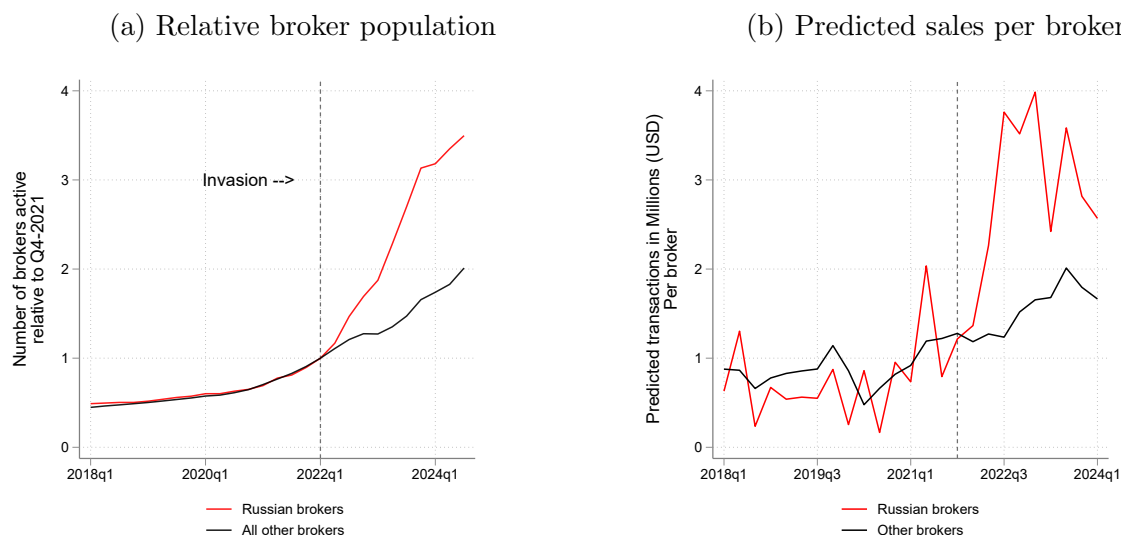 (a) Relative broker population
Number of brokers active
relative to Q4-2021
4
3
2
1
0
Invasion -->
2018q1 2020q1 2022q1 2024q1
Russian brokers
All other brokers
(b) Predicted sales per broker
Predicted transactions in Millions (USD)
Per broker
4
3
2
1
0
2018q1 2019q3 2021q1 2022q3 2024q1
Russian brokers
Other brokers